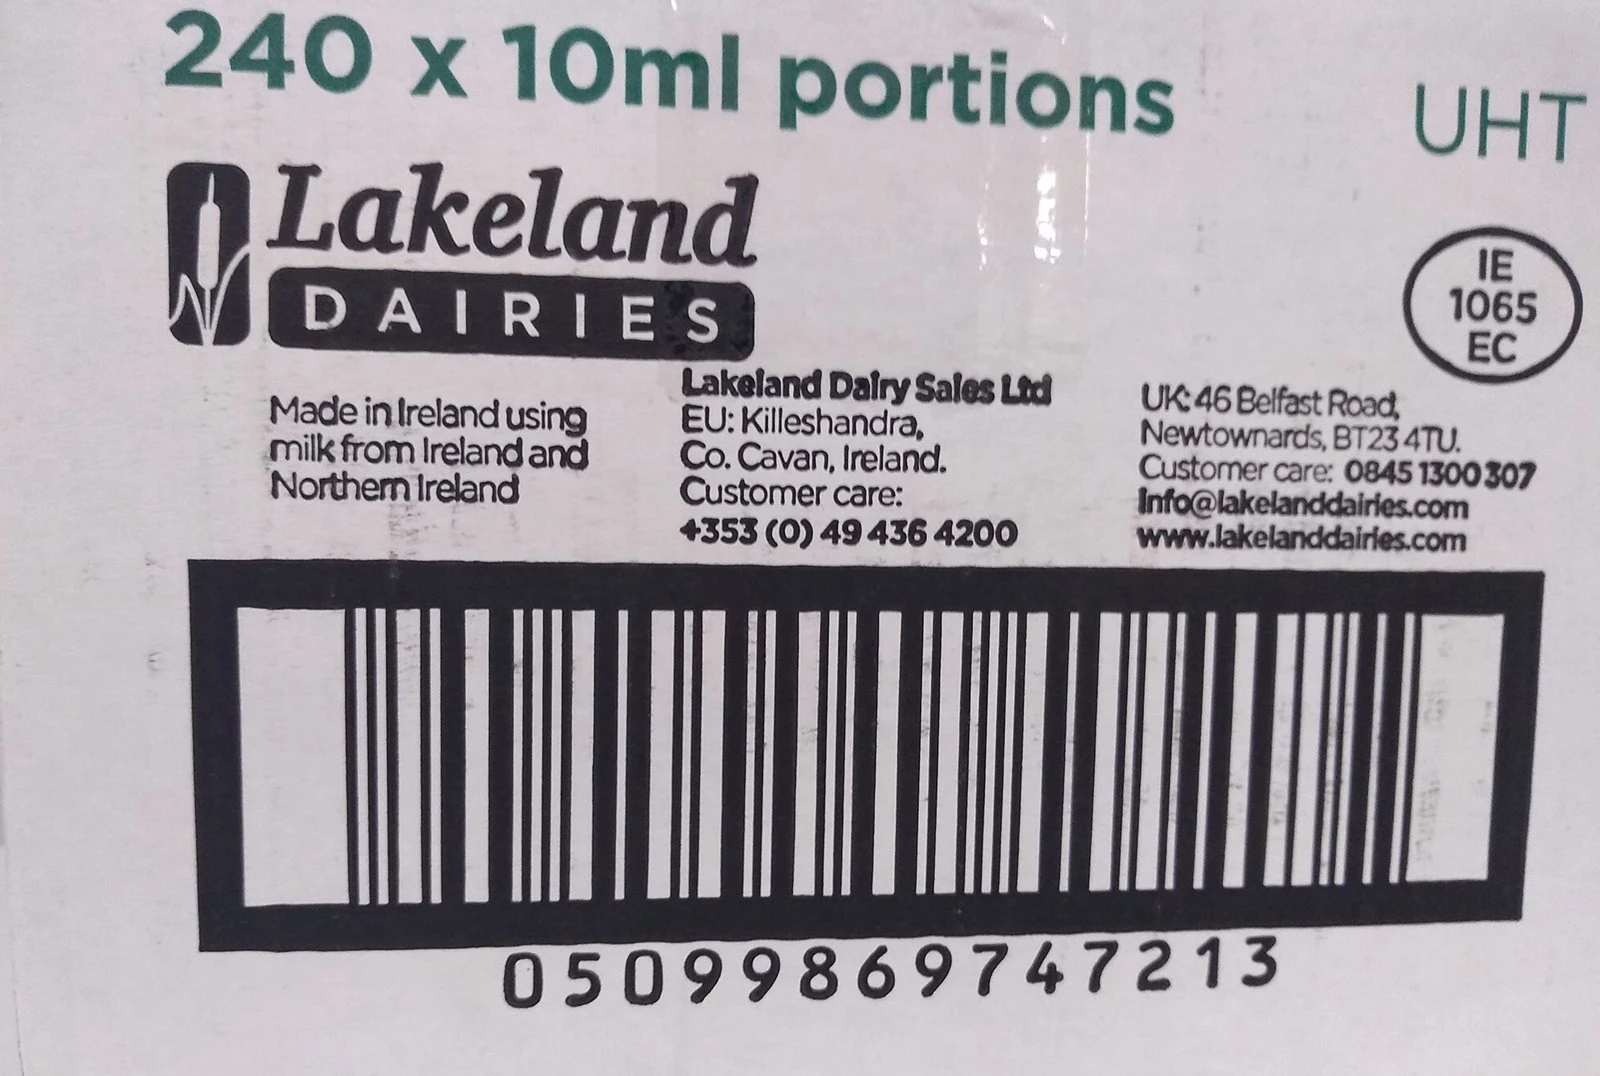 240 x 10ml portions
UHT
Lakeland
DAIRIES
IE
1065
EC
Made in Ireland using
milk from Ireland and
Northern Ireland
Lakeland Dairy Sales Ltd
EU: Killeshandra,
Co. Cavan, Ireland.
Customer care:
+353 (0) 49 436 4200
UK: 46 Belfast Road,
Newtownards, BT23 4TU.
Customer care: 0845 1300 307
Info@lakelanddairies.com
www.lakelanddairies.com
05099869747213